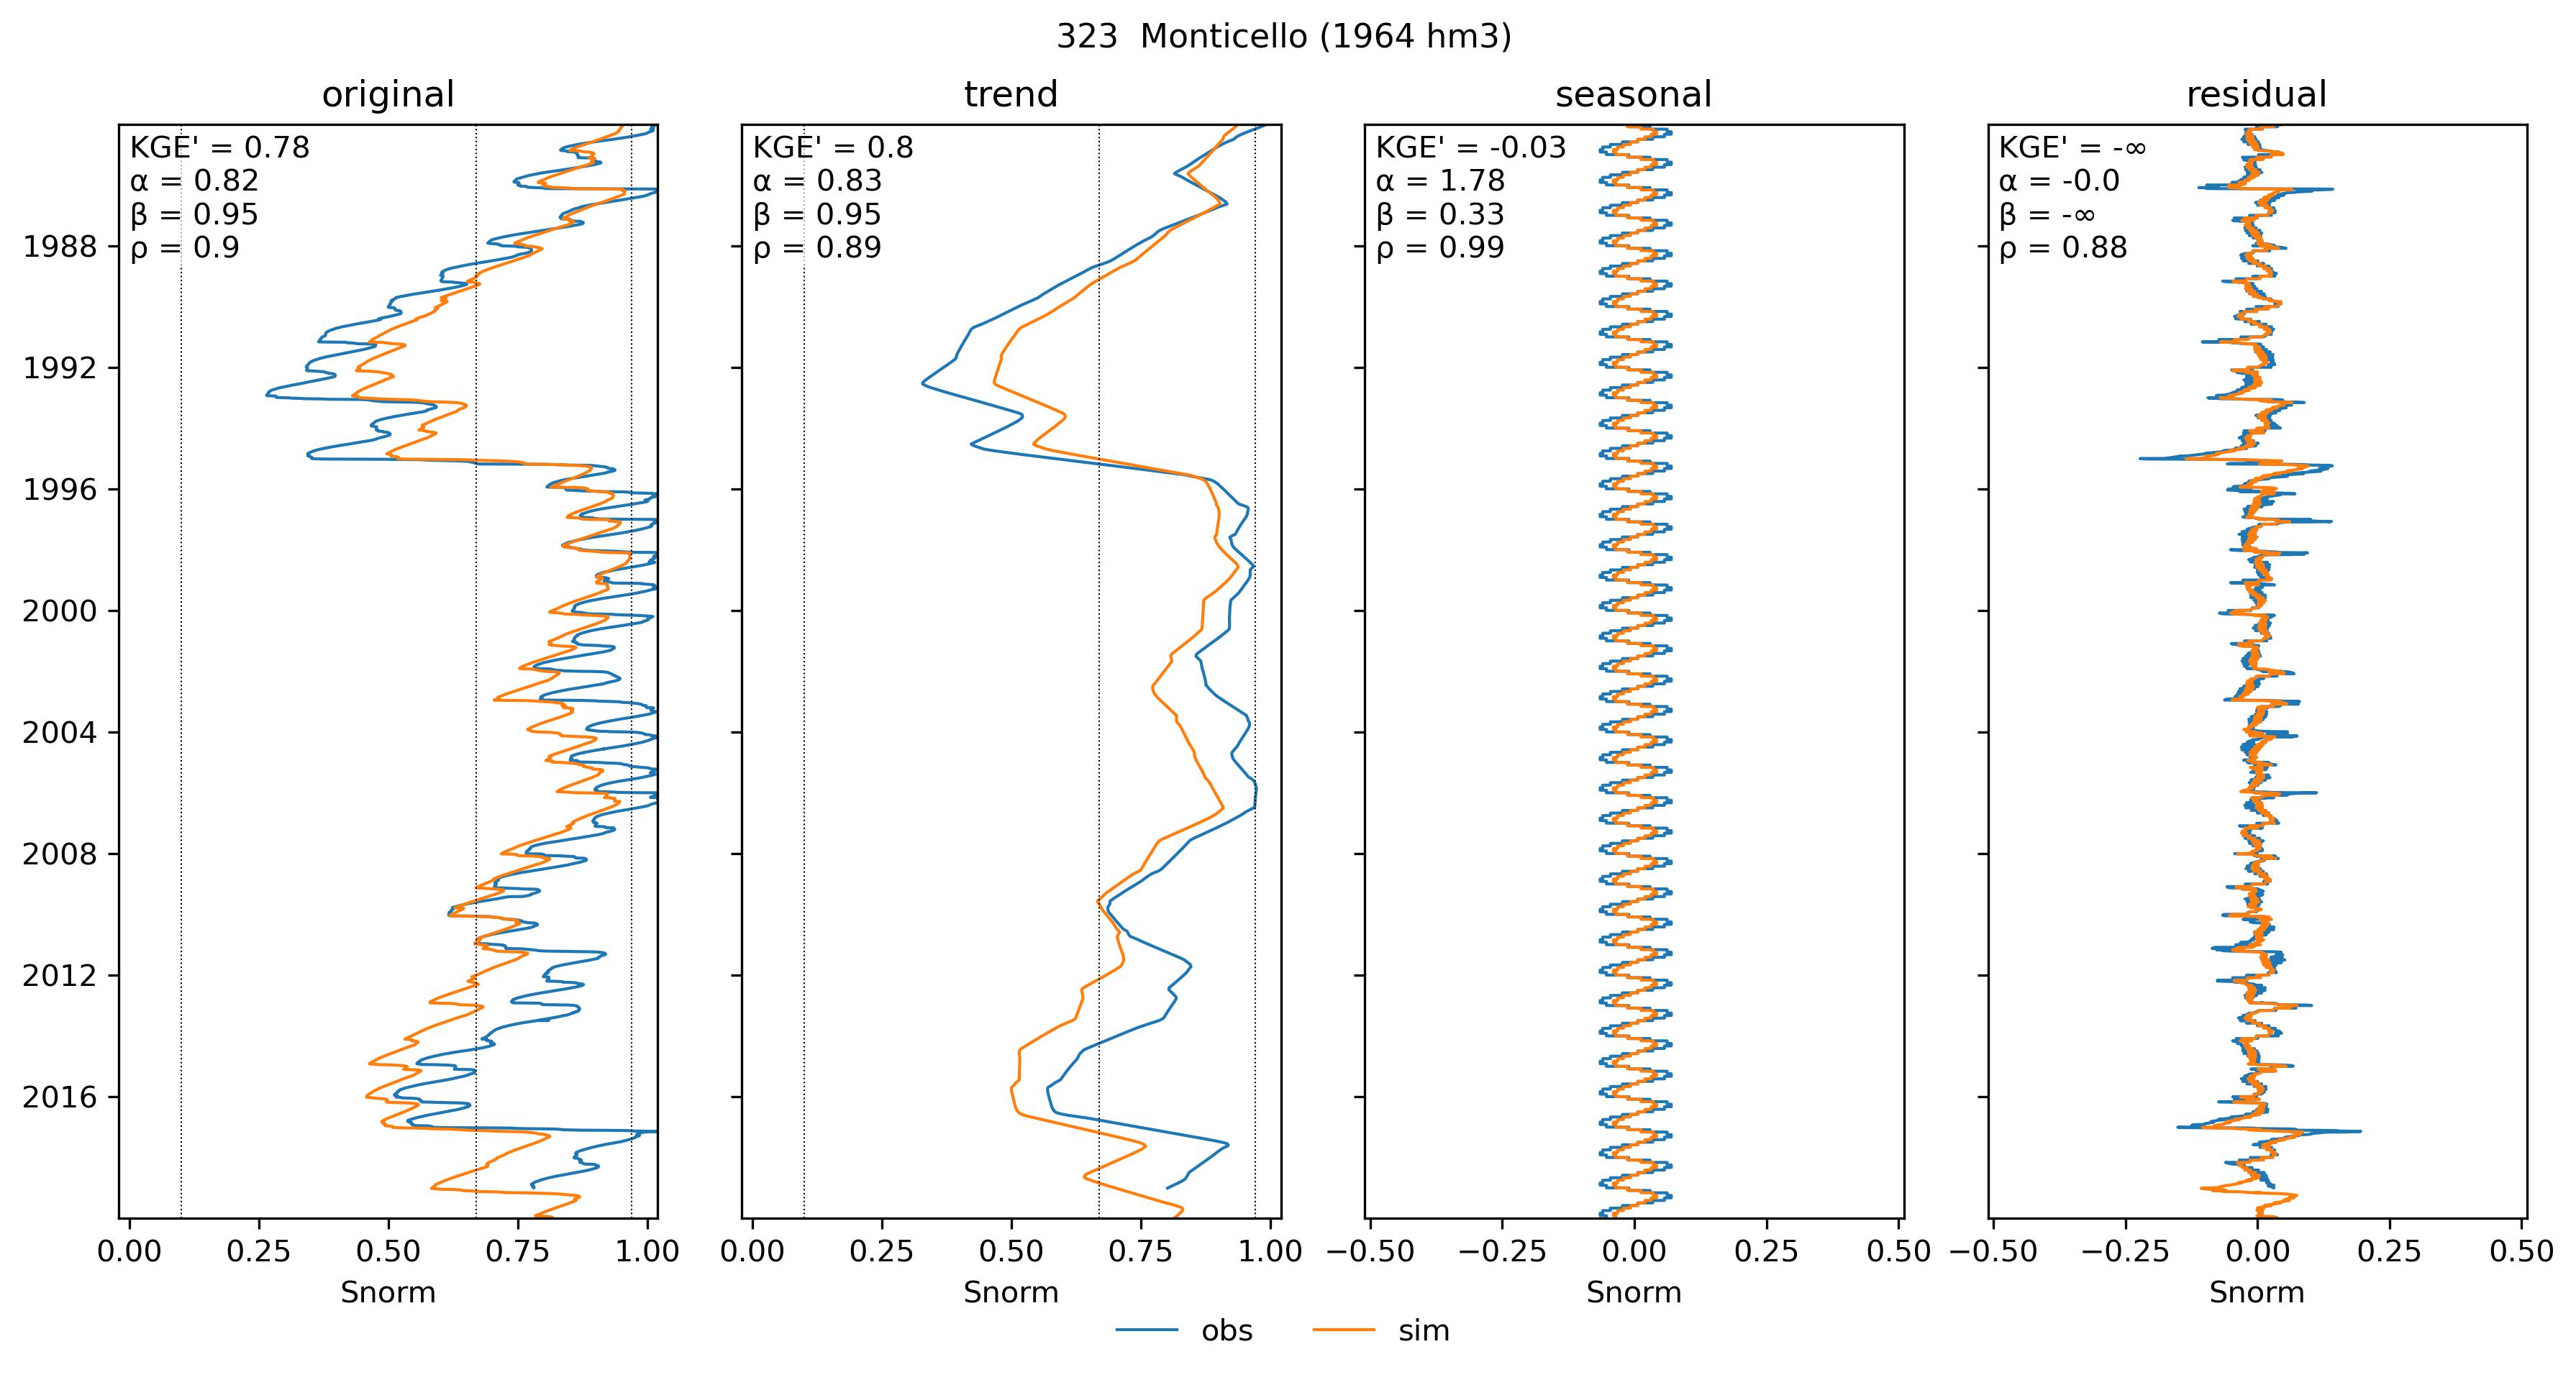 323  Monticello (1964 hm3)
original
trend
seasonal
residual
KGE' = 0.78
α = 0.82
β = 0.95
ρ = 0.9
KGE' = 0.8
α = 0.83
β = 0.95
ρ = 0.89
KGE' = -0.03
α = 1.78
β = 0.33
ρ = 0.99
KGE' = -∞
α = -0.0
β = -∞
ρ = 0.88
1988
1992
1996
2000
2004
2008
2012
2016
0.00 0.25 0.50 0.75 1.00
0.00 0.25 0.50 0.75 1.00
−0.50 −0.25 0.00 0.25 0.50
−0.50 −0.25 0.00 0.25 0.50
Snorm
Snorm
Snorm
Snorm
obs
sim